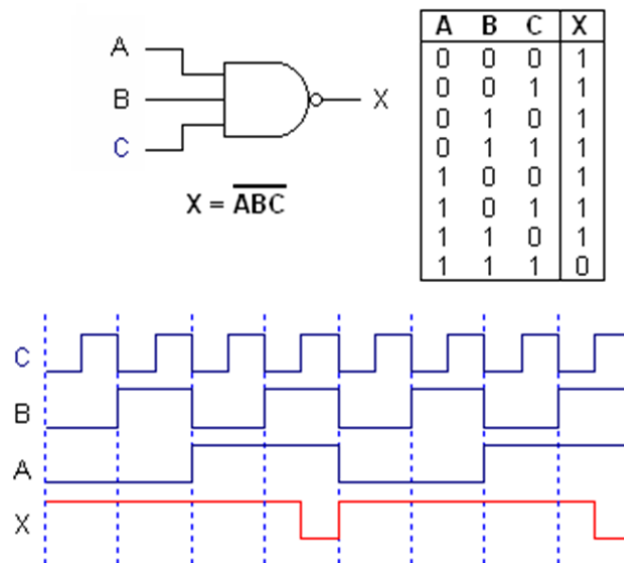 A
B
C
X
X = A̅B̅C̅
A B C X
0 0 0 1
0 0 1 1
0 1 0 1
0 1 1 1
1 0 0 1
1 0 1 1
1 1 0 1
1 1 1 0
C
B
A
X